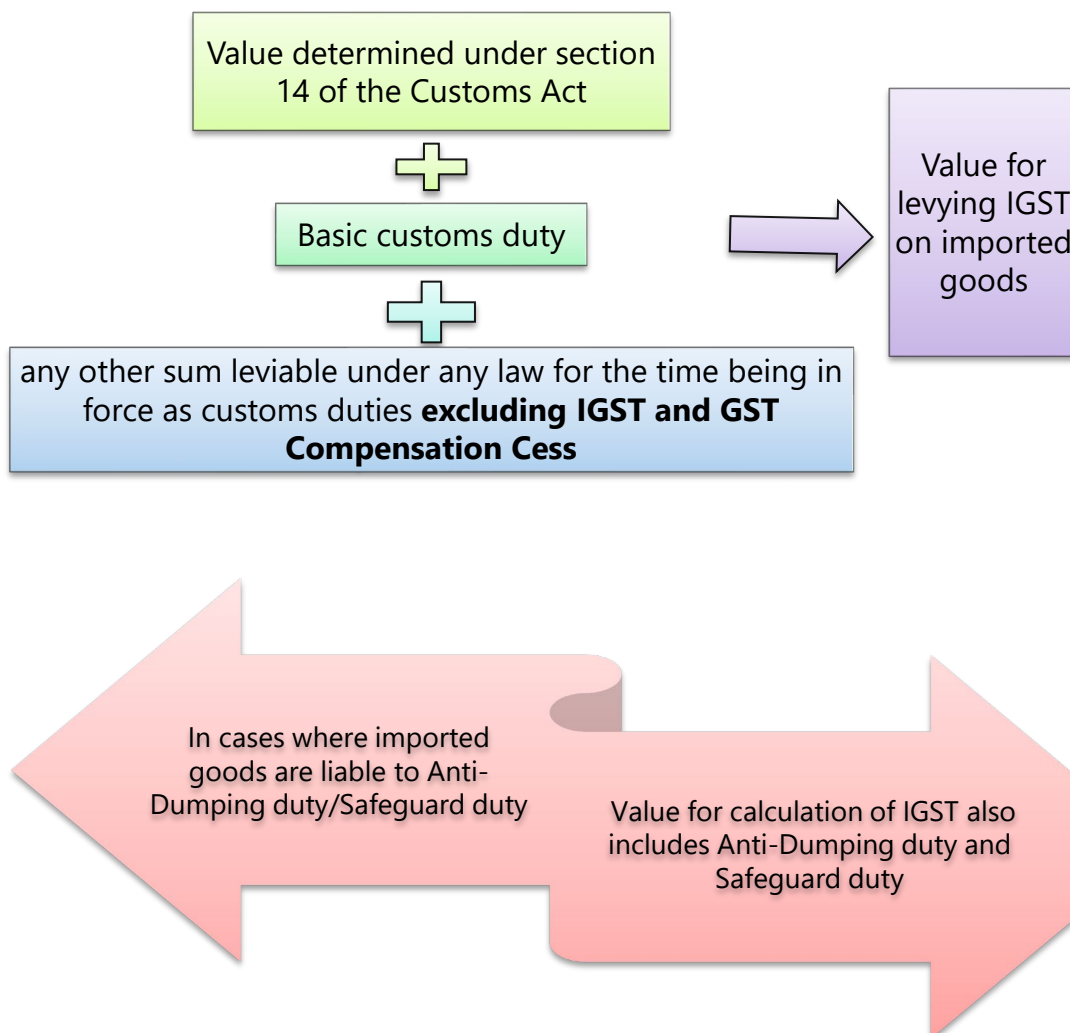 Value determined under section
14 of the Customs Act
Basic customs duty
any other sum leviable under any law for the time being in
force as customs duties excluding IGST and GST
Compensation Cess
Value for
levying IGST
on imported
goods
In cases where imported
goods are liable to Anti-
Dumping duty/Safeguard duty
Value for calculation of IGST also
includes Anti-Dumping duty and
Safeguard duty